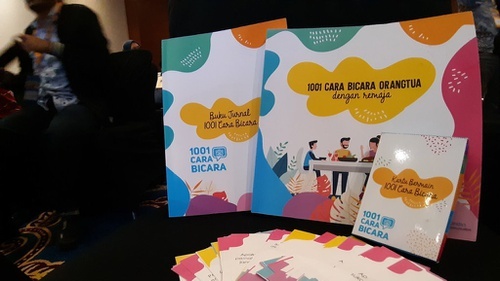 Buku Jurnal
1001 Cara Bicara
1001
CARA
BICARA
1001 CARA BICARA ORANGTUA
dengan remaja
Kartu Bermain
1001 Cara Bicara
1001
CARA
BICARA